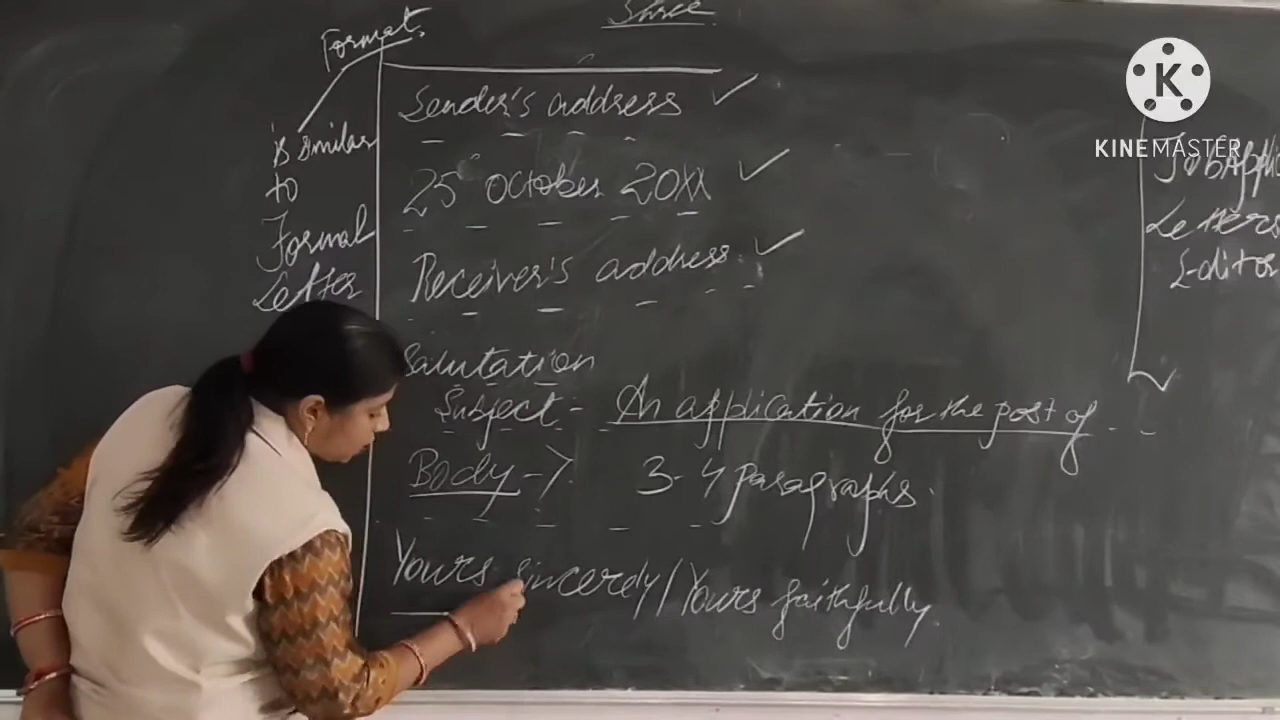 Shree
Format.
is similar
to
Formal
Letter
Sender's address ✓
25 October 20XX ✓
Receiver's address ✓
Salutation
Subject - An application for the post of
Body -> 3-4 paragraphs.
Yours sincerely / Yours faithfully.
K
KINEMASTER
Letters
Editor